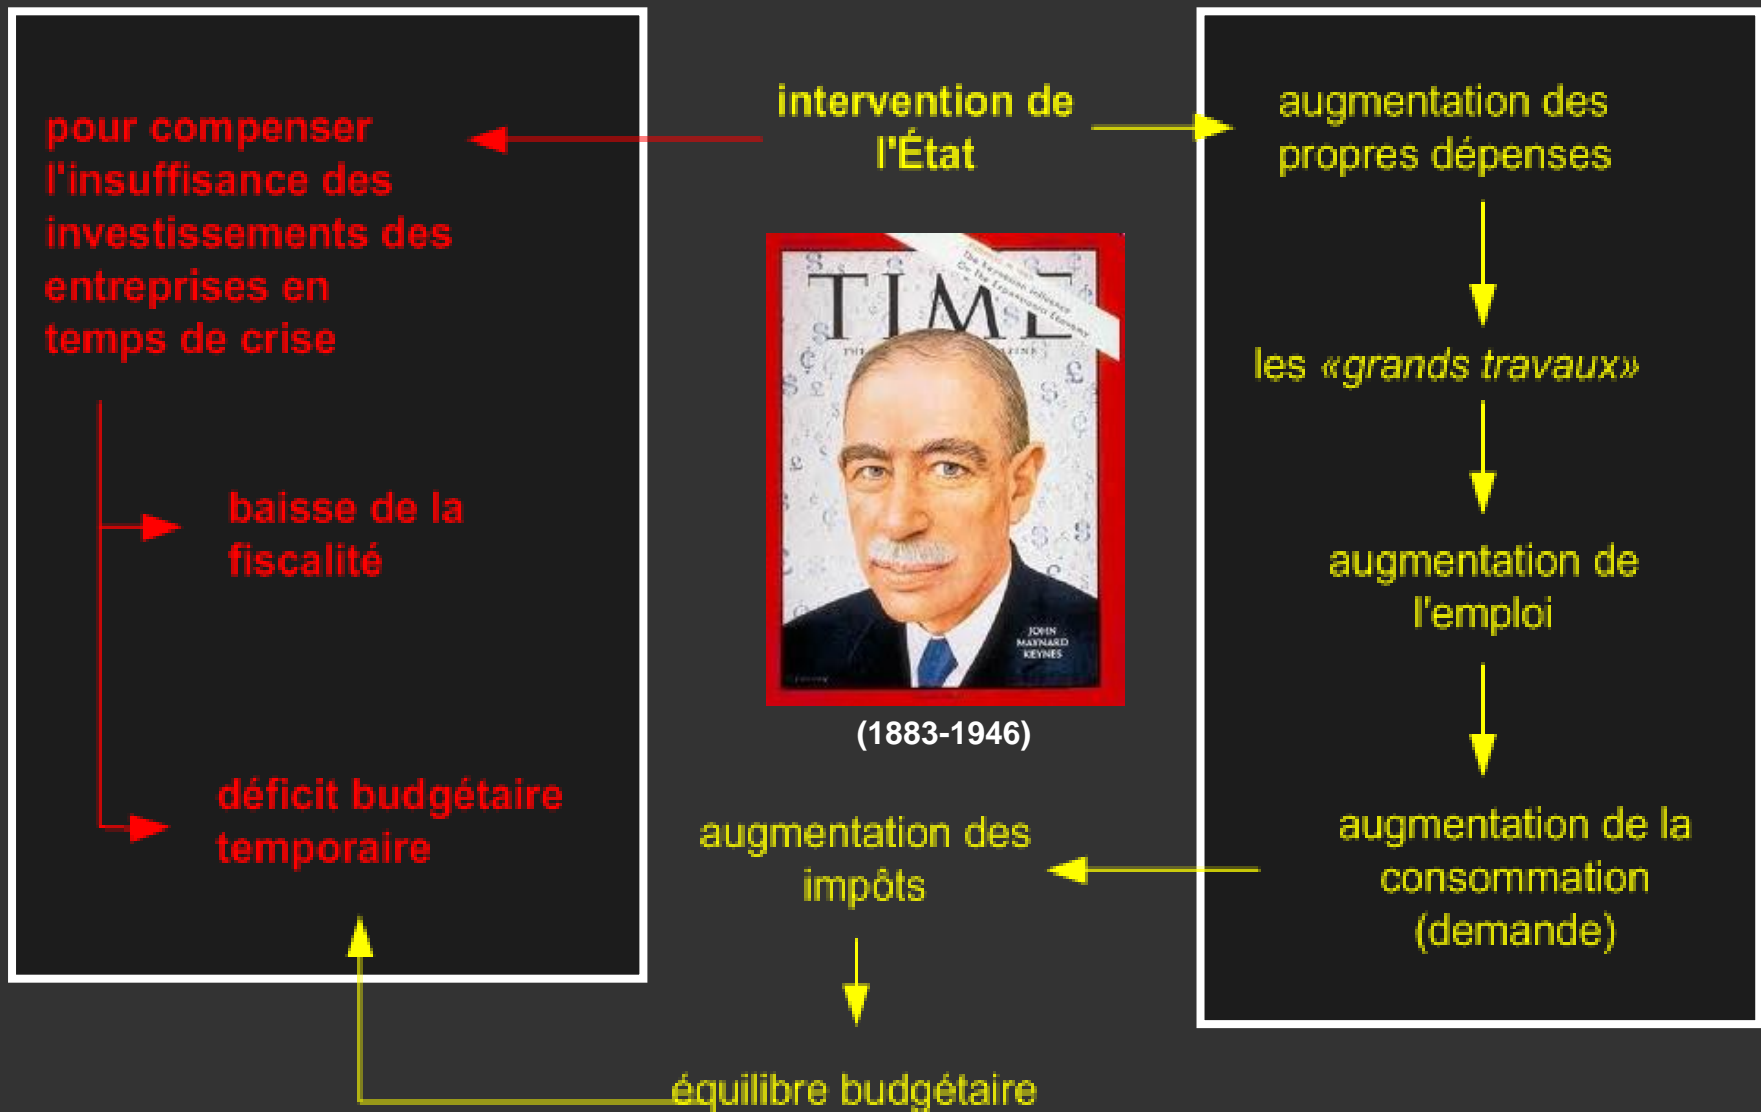 pour compenser
l'insuffisance des
investissements des
entreprises en
temps de crise
baisse de la
fiscalité
déficit budgétaire
temporaire
intervention de
l'État
TIME
JOHN
MAYNARD
KEYNES
(1883-1946)
augmentation des
impôts
équilibre budgétaire
augmentation des
propres dépenses
les «grands travaux»
augmentation de
l'emploi
augmentation de la
consommation
(demande)